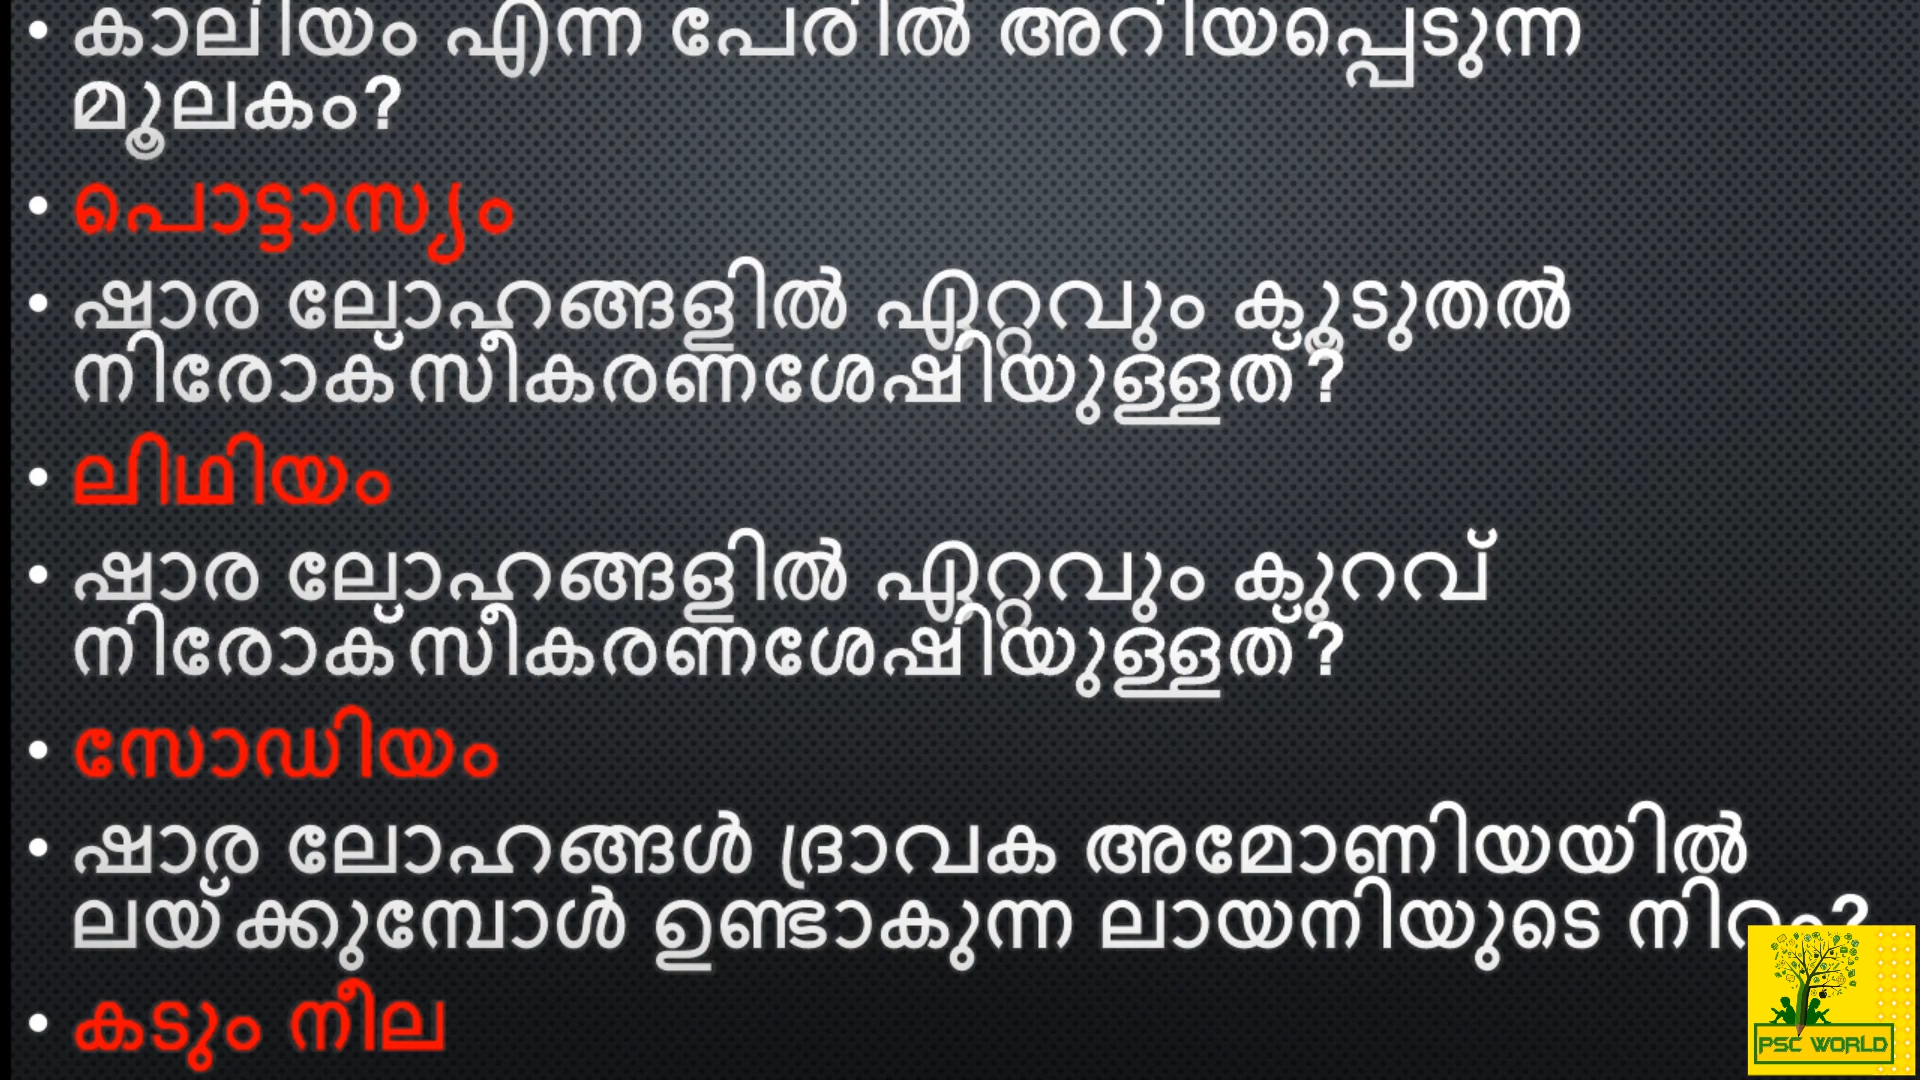 • കാലിയം എന്ന പേരിൽ അറിയപ്പെടുന്ന
മൂലകം?
• പൊട്ടാസ്യം
• ഷാര ലോഹങ്ങളിൽ ഏറ്റവും കൂടുതൽ
നിരോക്സീകരണശേഷിയുള്ളത്?
• ലിഥിയം
• ഷാര ലോഹങ്ങളിൽ ഏറ്റവും കുറവ്
നിരോക്സീകരണശേഷിയുള്ളത്?
• സോഡിയം
• ഷാര ലോഹങ്ങൾ ദ്രാവക അമോണിയയിൽ
ലയ്ക്കുമ്പോൾ ഉണ്ടാകുന്ന ലായനിയുടെ നിറം?
• കടും നീല
PSC WORLD